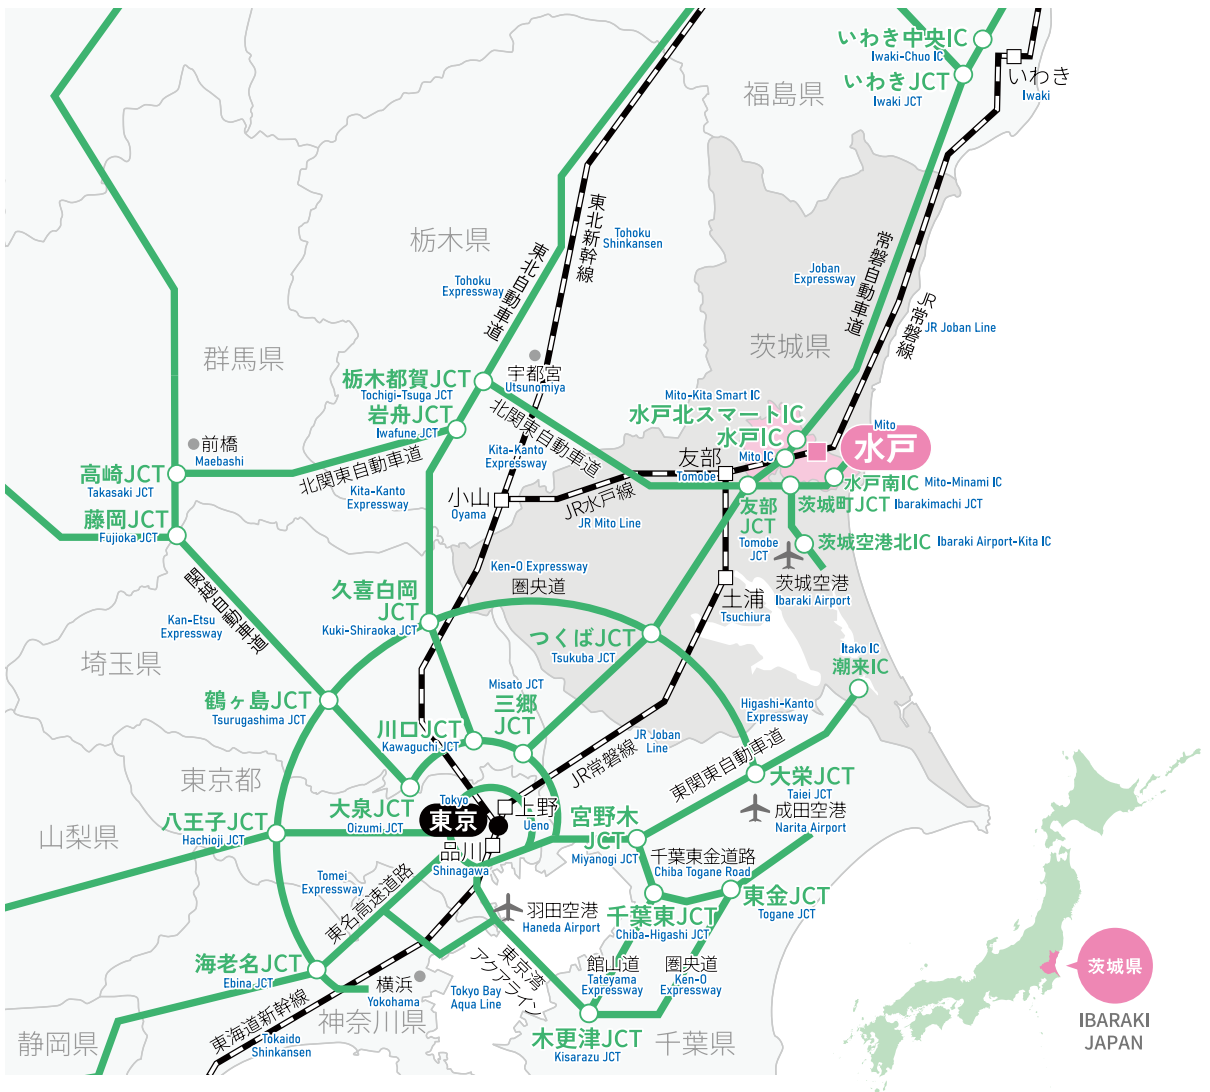 いわき中央IC
Iwaki-Chuo IC
いわきJCT
Iwaki JCT
いわき
Iwaki
福島県
栃木県
東北新幹線
Tohoku
Shinkansen
東北自動車道
Tohoku
Expressway
常磐自動車道
Joban
Expressway
JR常磐線
JR Joban Line
群馬県
茨城県
宇都宮
Utsunomiya
栃木都賀JCT
Tochigi-Tsuga JCT
岩舟JCT
Iwafune JCT
北関東自動車道
Kita-Kanto
Expressway
Mito-Kita Smart IC
水戸北スマートIC
水戸IC
Mito IC
Mito
水戸
前橋
Maebashi
高崎JCT
Takasaki JCT
北関東自動車道
Kita-Kanto
Expressway
友部
Tomobe
水戸南IC
Mito-Minami IC
小山
Oyama
JR水戸線
JR Mito Line
友部
JCT
Tomobe
JCT
茨城町JCT
Ibarakimachi JCT
藤岡JCT
Fujioka JCT
茨城空港北IC
Ibaraki Airport-Kita IC
茨城空港
Ibaraki Airport
Ken-O Expressway
圏央道
久喜白岡
JCT
Kuki-Shiraoka JCT
関越自動車道
Kan-Etsu
Expressway
土浦
Tsuchiura
つくばJCT
Tsukuba JCT
Itako IC
潮来IC
埼玉県
鶴ヶ島JCT
Tsurugashima JCT
Misato JCT
三郷
JCT
川口JCT
Kawaguchi JCT
Higashi-Kanto
Expressway
東関東自動車道
JR Joban
Line
JR常磐線
東京都
大泉JCT
Oizumi JCT
大栄JCT
Taiei JCT
成田空港
Narita Airport
山梨県
八王子JCT
Hachioji JCT
Tokyo
東京
上野
Ueno
宮野木
JCT
Miyanogi JCT
品川
Shinagawa
千葉東金道路
Chiba Togane Road
Tomei
Expressway
東名高速道路
東金JCT
Togane JCT
千葉東JCT
Chiba-Higashi JCT
羽田空港
Haneda Airport
海老名JCT
Ebina JCT
横浜
Yokohama
東京湾
アクアライン
Tokyo Bay
Aqua Line
館山道
Tateyama
Expressway
圏央道
Ken-O
Expressway
東海道新幹線
Tokaido
Shinkansen
神奈川県
静岡県
木更津JCT
Kisarazu JCT
千葉県
茨城県
IBARAKI
JAPAN